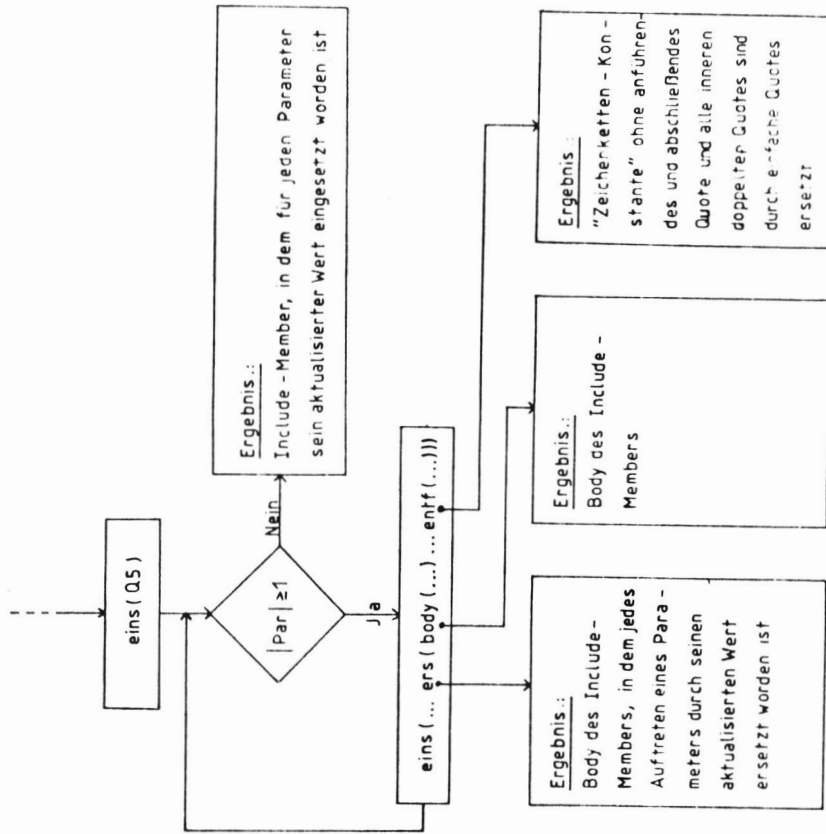 eins(Q5)
|Par| ≥1
Nein
Ja
Ergebnis.:
Include-Member, in dem für jeden Parameter
sein aktualisierter Wert eingesetzt worden ist
eins(... ers(body(...)... entf(...)))
Ergebnis.:
Body des Include-
Members, in dem jedes
Auftreten eines Para-
meters durch seinen
aktualisierten Wert
ersetzt worden ist
Ergebnis.:
Body des Include-
Members
Ergebnis.:
"Zeichenketten-Kon-
stante" ohne anführen-
des und abschließendes
Quote und alle inneren
doppelten Quotes sind
durch einfache Quotes
ersetzt